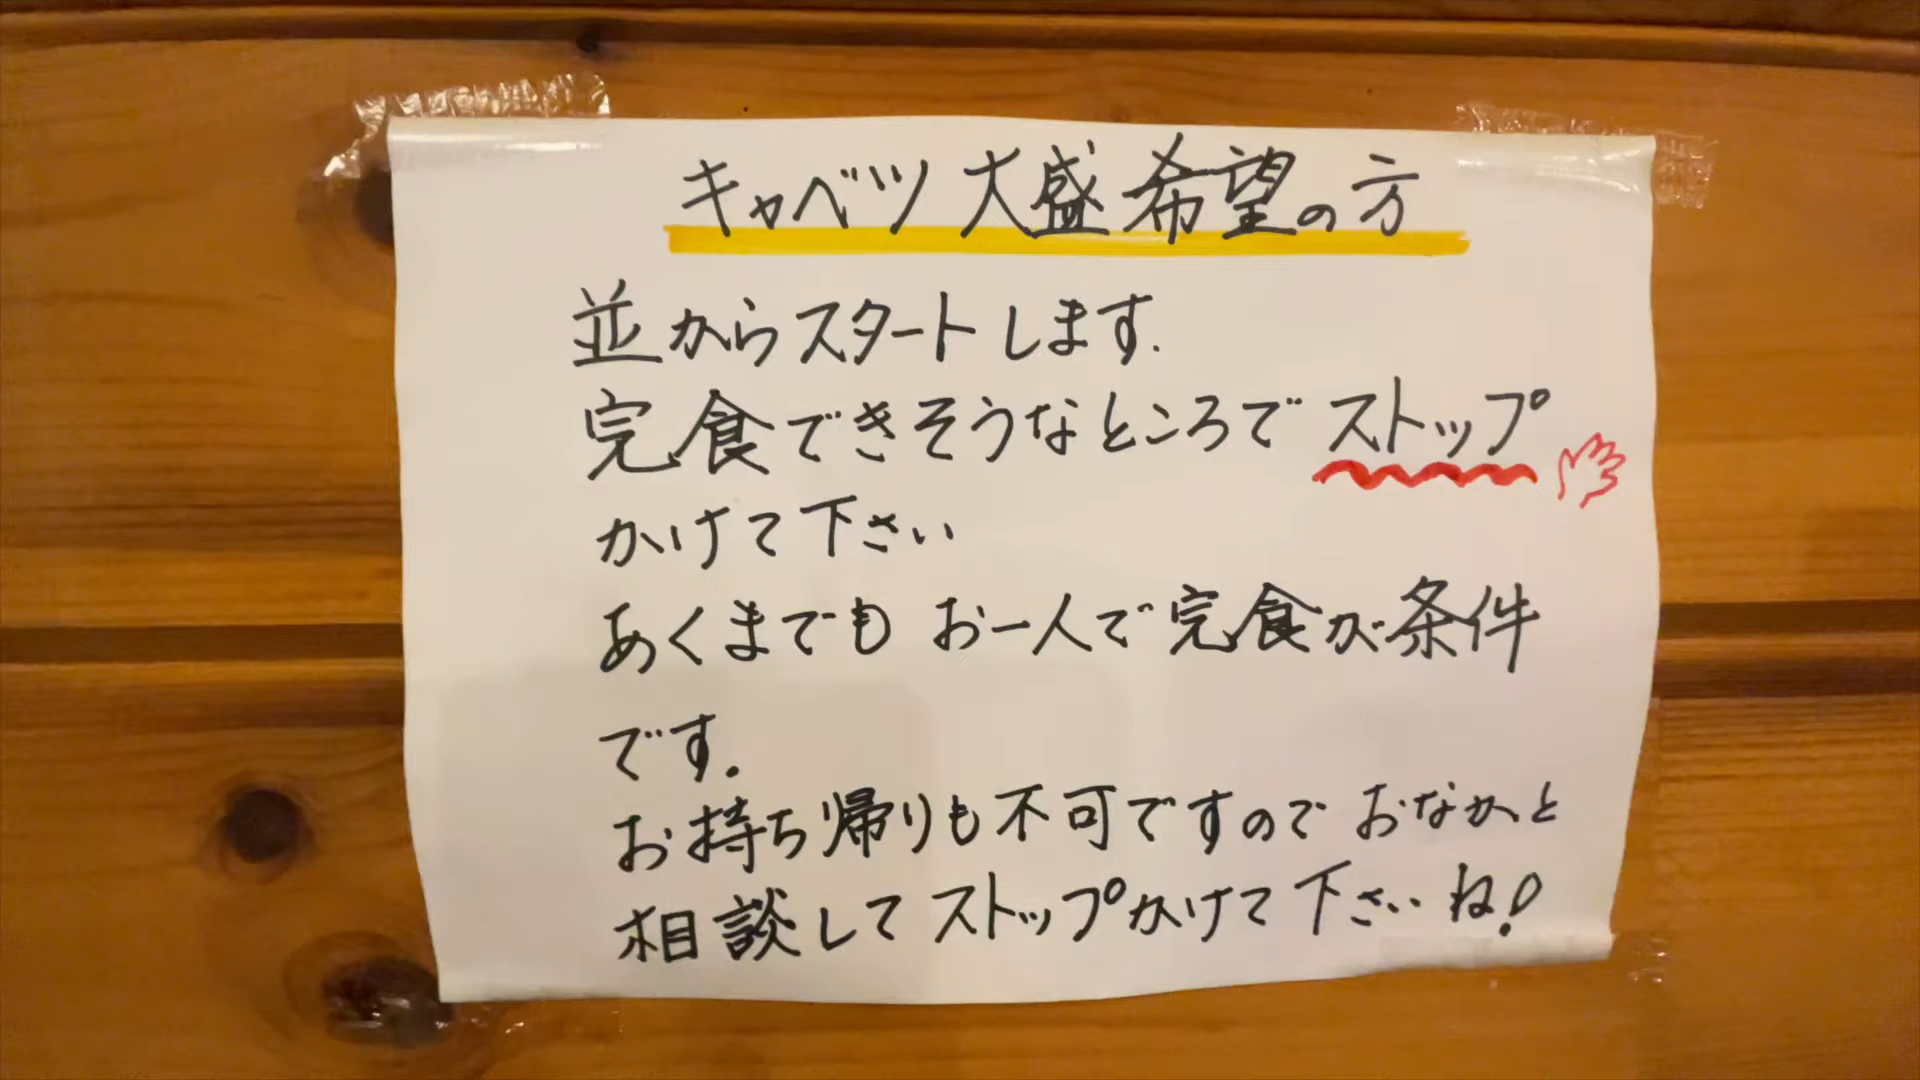 キャベツ大盛希望の方
並からスタートします.
完食できそうなところでストップ
かけて下さい
あくまでも お一人で完食が条件
です.
お持ち帰りも不可ですので おなかと
相談してストップかけて下さいね!